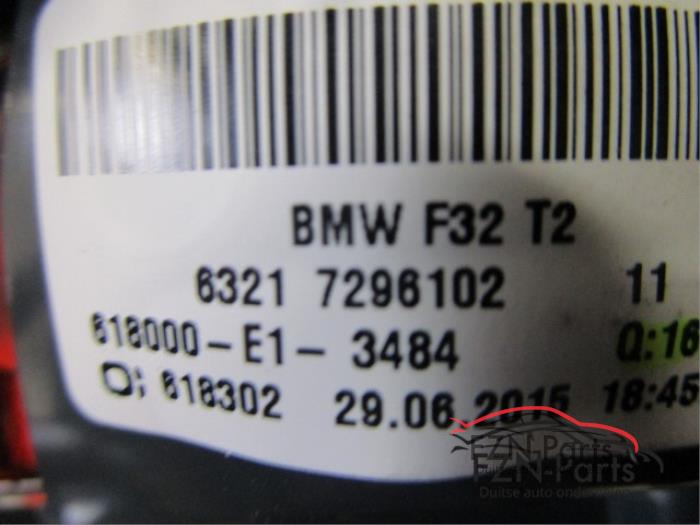 BMW F32 T2
6321 7296102 11
618000-E1-3484 Q:16
O; 618302 29.06.2015 18:45
FZN-Parts
FZN-Parts
Duitse auto onderdelen